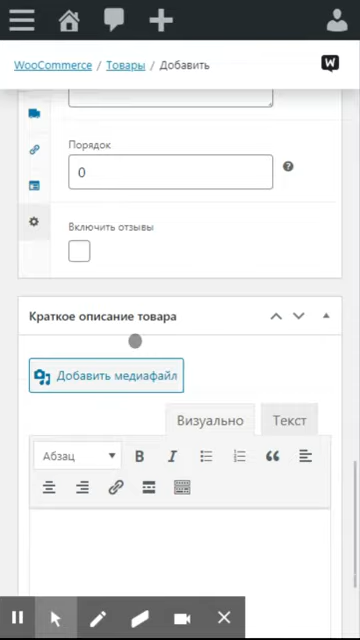 WooCommerce / Товары / Добавить
Порядок
0
Включить отзывы
Краткое описание товара
Добавить медиафайл
Визуально Текст
Абзац